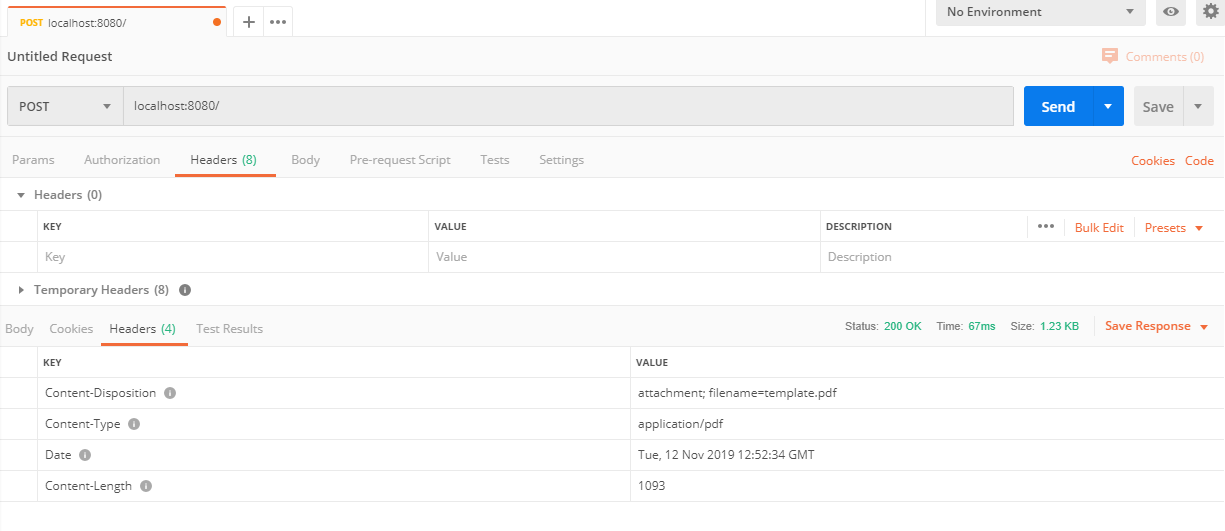 POST localhost:8080/
No Environment
Untitled Request
Comments (0)
POST localhost:8080/ Send Save
Params Authorization Headers (8) Body Pre-request Script Tests Settings Cookies Code
Headers (0)
KEY VALUE DESCRIPTION Bulk Edit Presets
Key Value Description
Temporary Headers (8)
Body Cookies Headers (4) Test Results Status: 200 OK Time: 67ms Size: 1.23 KB Save Response
KEY VALUE
Content-Disposition attachment; filename=template.pdf
Content-Type application/pdf
Date Tue, 12 Nov 2019 12:52:34 GMT
Content-Length 1093